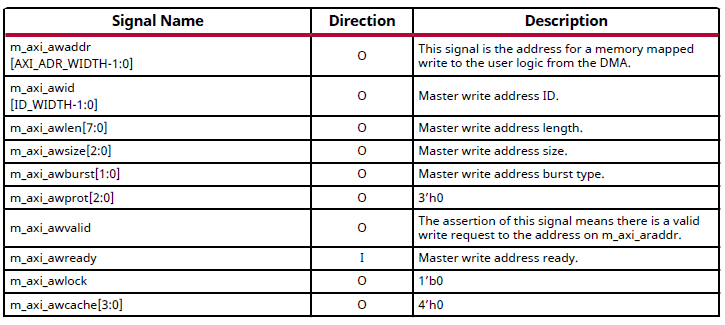 Signal Name Direction Description
m_axi_awaddr
[AXI_ADR_WIDTH-1:0]
O
This signal is the address for a memory mapped
write to the user logic from the DMA.
m_axi_awid
[ID_WIDTH-1:0]
O
Master write address ID.
m_axi_awlen[7:0] O Master write address length.
m_axi_awsize[2:0] O Master write address size.
m_axi_awburst[1:0] O Master write address burst type.
m_axi_awprot[2:0] O 3’h0
m_axi_awvalid
O
The assertion of this signal means there is a valid
write request to the address on m_axi_araddr.
m_axi_awready I Master write address ready.
m_axi_awlock O 1’b0
m_axi_awcache[3:0] O 4’h0